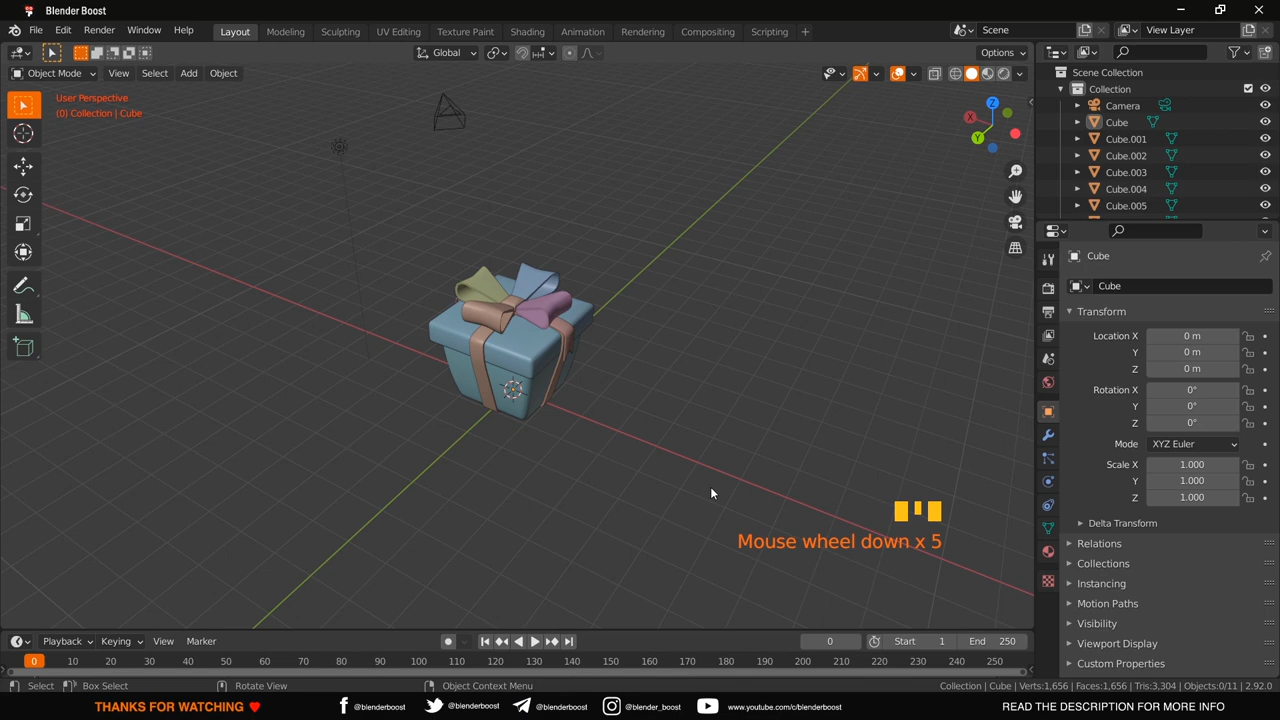 Blender Boost
File Edit Render Window Help
Layout Modeling Sculpting UV Editing Texture Paint Shading Animation Rendering Compositing Scripting +
Scene
View Layer
Global
Options
Object Mode View Select Add Object
User Perspective
(0) Collection | Cube
X
Y
Z
Scene Collection
Collection
Camera
Cube
Cube.001
Cube.002
Cube.003
Cube.004
Cube.005
Cube
Cube
Transform
Location X 0 m
Y 0 m
Z 0 m
Rotation X 0°
Y 0°
Z 0°
Mode XYZ Euler
Scale X 1.000
Y 1.000
Z 1.000
Delta Transform
Relations
Collections
Instancing
Motion Paths
Visibility
Viewport Display
Custom Properties
Mouse wheel down x 5
Playback Keying View Marker
0 Start 1 End 250
0 10 20 30 40 50 60 70 80 90 100 110 120 130 140 150 160 170 180 190 200 210 220 230 240 250
Select Box Select Rotate View Object Context Menu
Collection | Cube | Verts:1,656 | Faces:1,656 | Tris:3,304 | Objects:0/11 | 2.92.0
THANKS FOR WATCHING @blenderboost @blenderboost @blenderboost @blender_boost www.youtube.com/c/blenderboost READ THE DESCRIPTION FOR MORE INFO